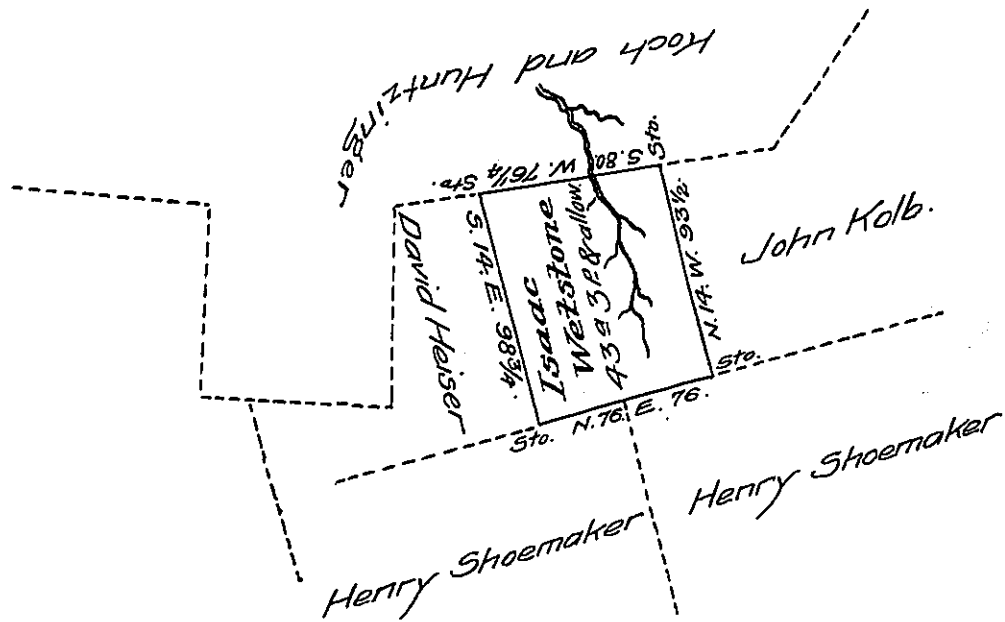 Koch and Huntzinger
Sto.
S. 80. W. 76¼
Sto.
David Heiser
S. 14. E. 98¾.
Isaac
Wetstone
43 a 3 P. & allow.
N. 14. W. 93½.
John Kolb.
Sto.
N. 76. E. 76.
Sto.
Henry Shoemaker
Henry Shoemaker